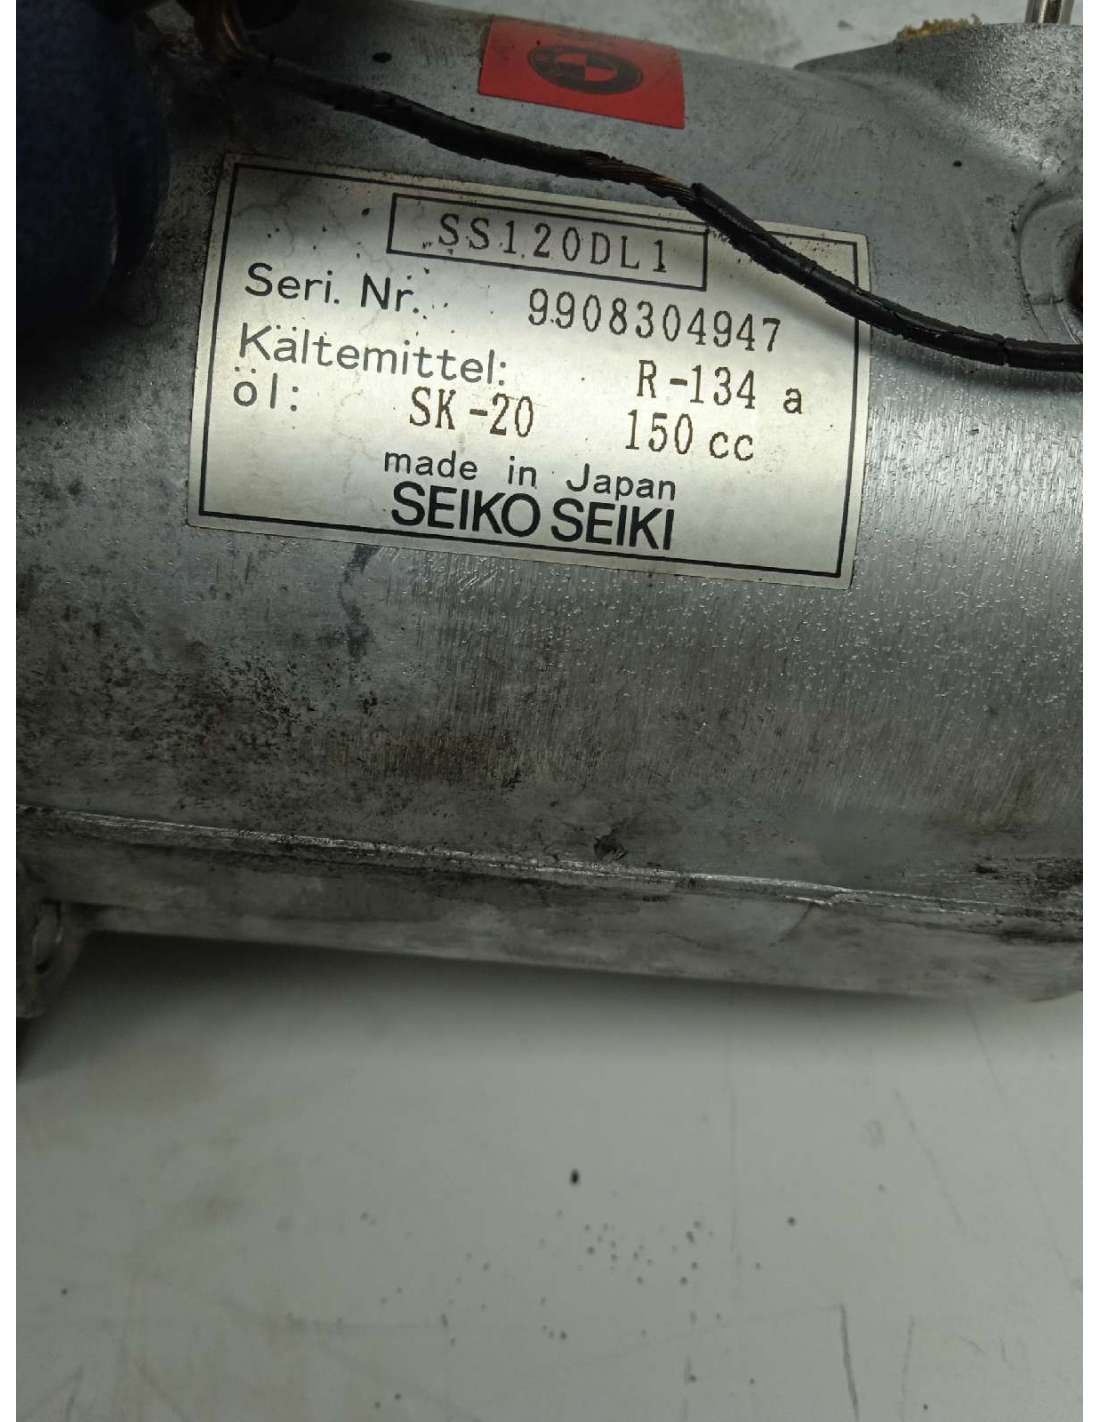 SS120DL1
Seri. Nr. 9908304947
Kältemittel: R-134 a
öl: SK-20 150 cc
made in Japan
SEIKO SEIKI